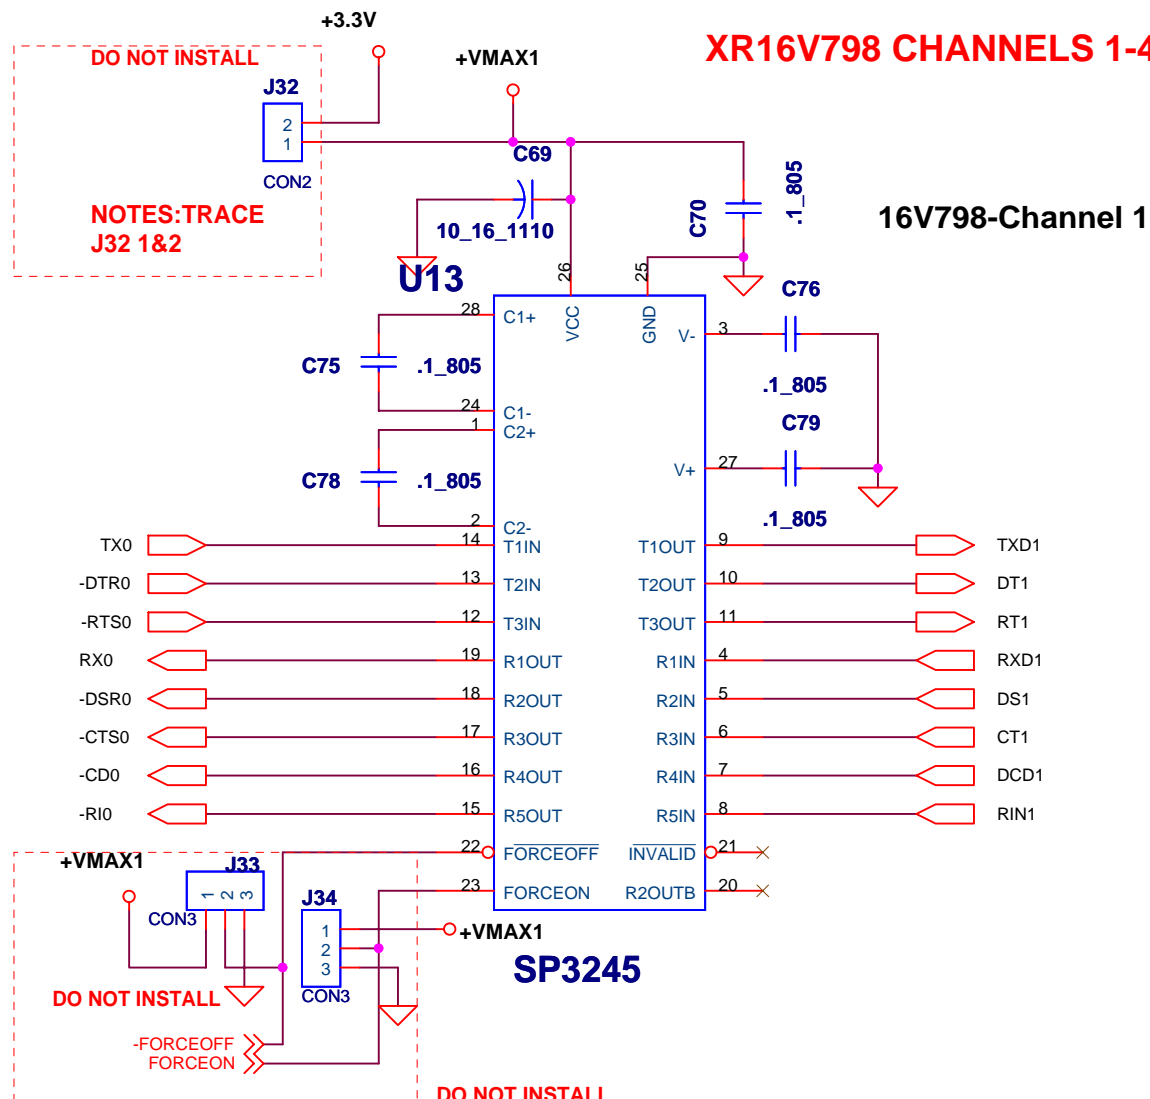 +3.3V
XR16V798 CHANNELS 1-4
DO NOT INSTALL
+VMAX1
J32
2
1
C69
CON2
.1_805
C70
NOTES:TRACE
J32 1&2
10_16_1110
16V798-Channel 1
U13
26
25
C76
28
C1+
VCC
GND
V-
3
C75
.1_805
.1_805
24
C1-
1
C2+
C79
C78
.1_805
V+
27
2
C2-
.1_805
TX0
14
T1IN
T1OUT
9
TXD1
-DTR0
13
T2IN
T2OUT
10
DT1
-RTS0
12
T3IN
T3OUT
11
RT1
RX0
19
R1OUT
R1IN
4
RXD1
-DSR0
18
R2OUT
R2IN
5
DS1
-CTS0
17
R3OUT
R3IN
6
CT1
-CD0
16
R4OUT
R4IN
7
DCD1
-RI0
15
R5OUT
R5IN
8
RIN1
22
FORCEOFF
INVALID
21
+VMAX1
J33
23
FORCEON
R2OUTB
20
1
2
3
CON3
J34
1
2
3
+VMAX1
SP3245
CON3
DO NOT INSTALL
-FORCEOFF
FORCEON
DO NOT INSTALL